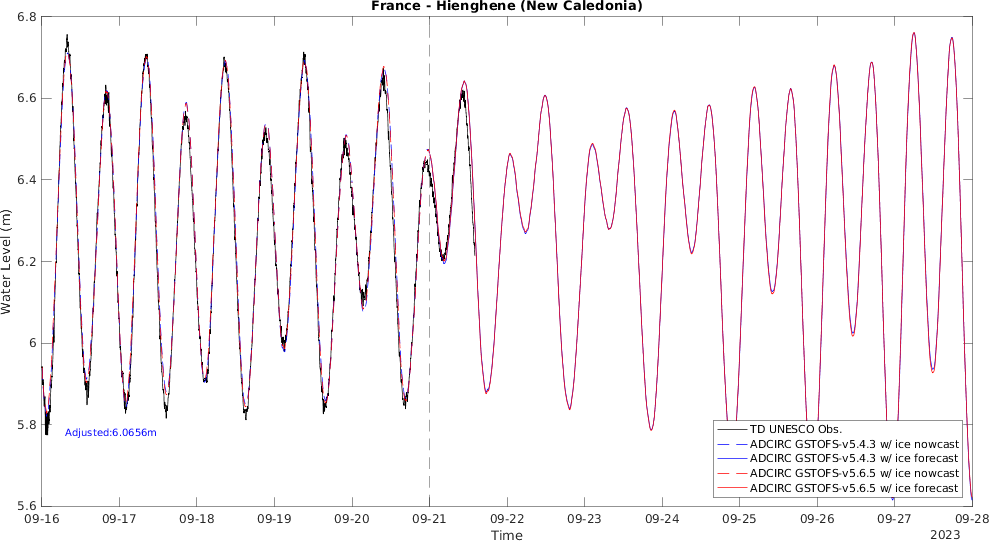 France - Hienghene (New Caledonia)
6.8
6.6
6.4
6.2
6
5.8
5.6
Water Level (m)
Adjusted:6.0656m
TD UNESCO Obs.
ADCIRC GSTOFS-v5.4.3 w/ ice nowcast
ADCIRC GSTOFS-v5.4.3 w/ ice forecast
ADCIRC GSTOFS-v5.6.5 w/ ice nowcast
ADCIRC GSTOFS-v5.6.5 w/ ice forecast
09-16 09-17 09-18 09-19 09-20 09-21 09-22 09-23 09-24 09-25 09-26 09-27 09-28
Time
2023